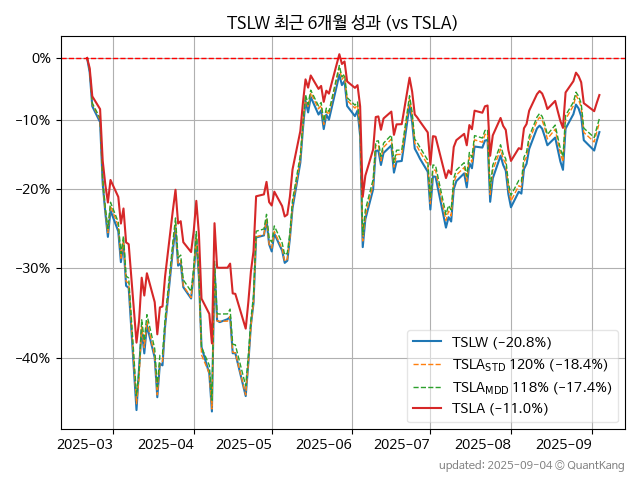 TSLW 최근 6개월 성과 (vs TSLA)
0%
−10%
−20%
−30%
−40%
TSLW (−20.8%)
TSLA_STD 120% (−18.4%)
TSLA_MDD 118% (−17.4%)
TSLA (−11.0%)
2025-03 2025-04 2025-05 2025-06 2025-07 2025-08 2025-09
updated: 2025-09-04 © QuantKang